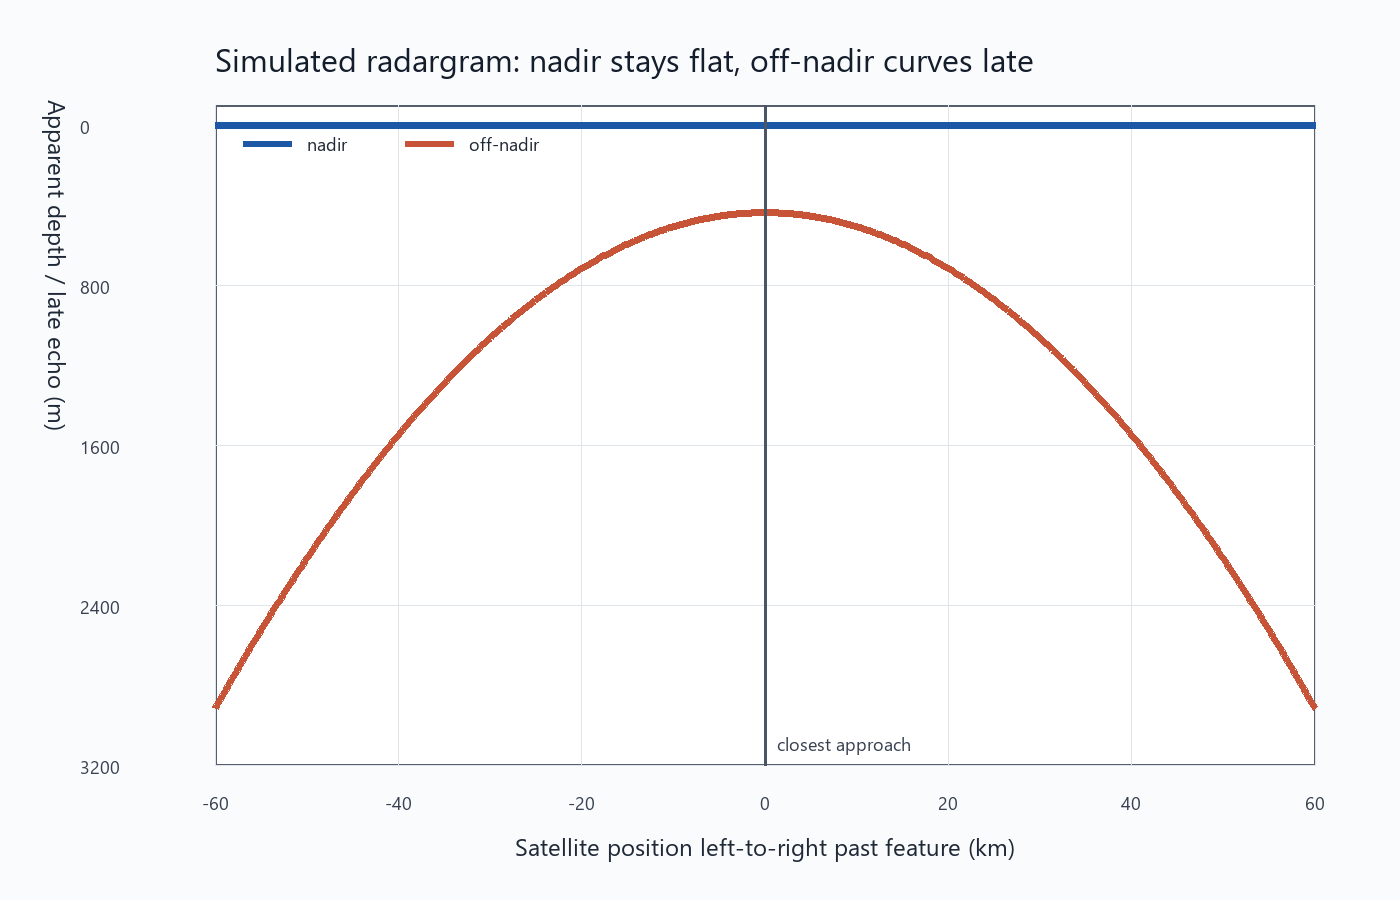 Simulated radargram: nadir stays flat, off-nadir curves late
Apparent depth / late echo (m)
0
nadir
off-nadir
800
1600
2400
closest approach
3200
-60
-40
-20
0
20
40
60
Satellite position left-to-right past feature (km)